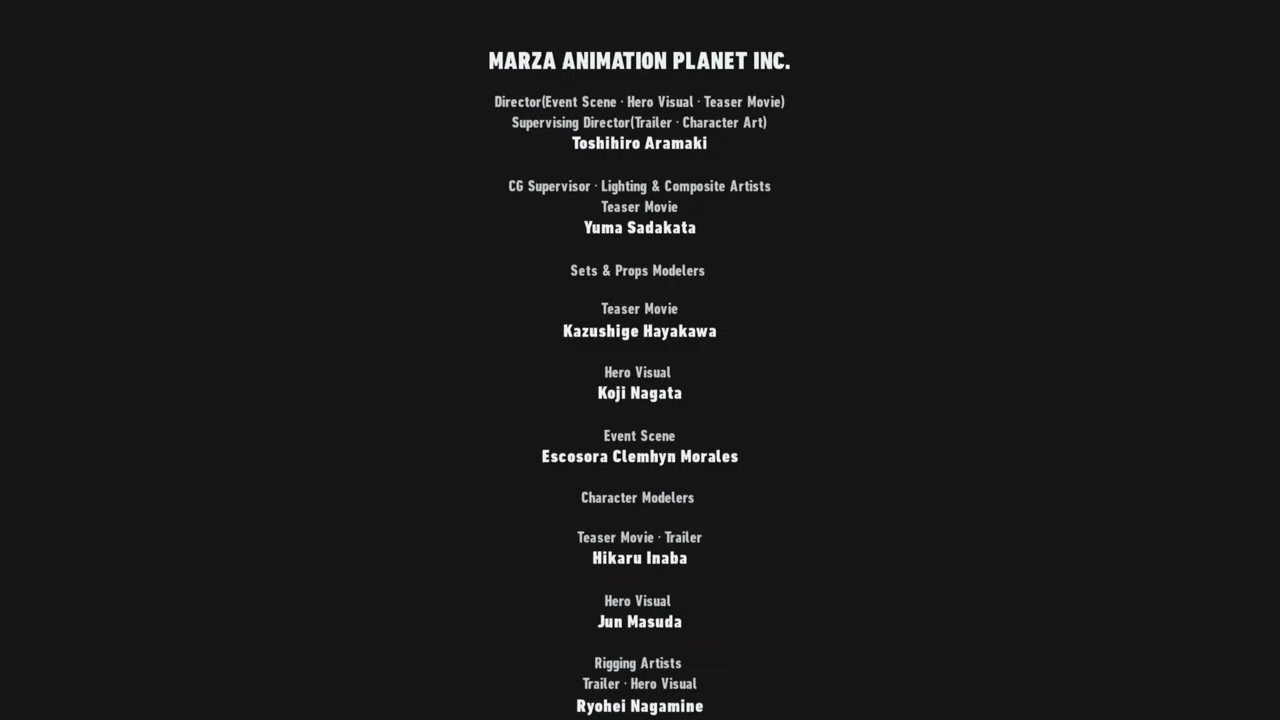 MARZA ANIMATION PLANET INC.
Director(Event Scene · Hero Visual · Teaser Movie)
Supervising Director(Trailer · Character Art)
Toshihiro Aramaki
CG Supervisor · Lighting & Composite Artists
Teaser Movie
Yuma Sadakata
Sets & Props Modelers
Teaser Movie
Kazushige Hayakawa
Hero Visual
Koji Nagata
Event Scene
Escosora Clemhyn Morales
Character Modelers
Teaser Movie · Trailer
Hikaru Inaba
Hero Visual
Jun Masuda
Rigging Artists
Trailer · Hero Visual
Ryohei Nagamine